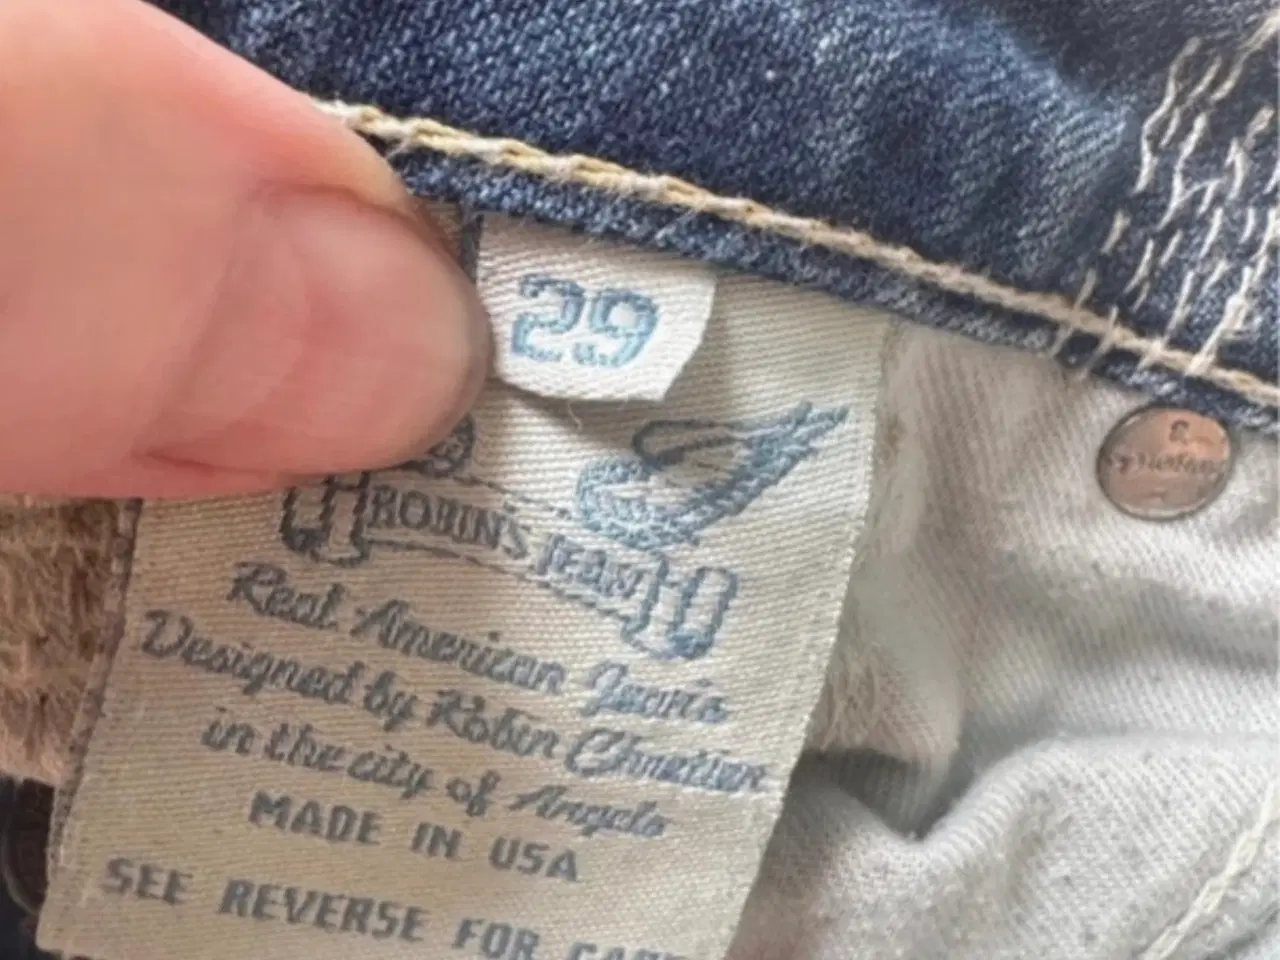 29
ROBIN'S JEAN
Real American Jean's
Designed by Robin Chretien
in the city of Angels
MADE IN USA
SEE REVERSE FOR